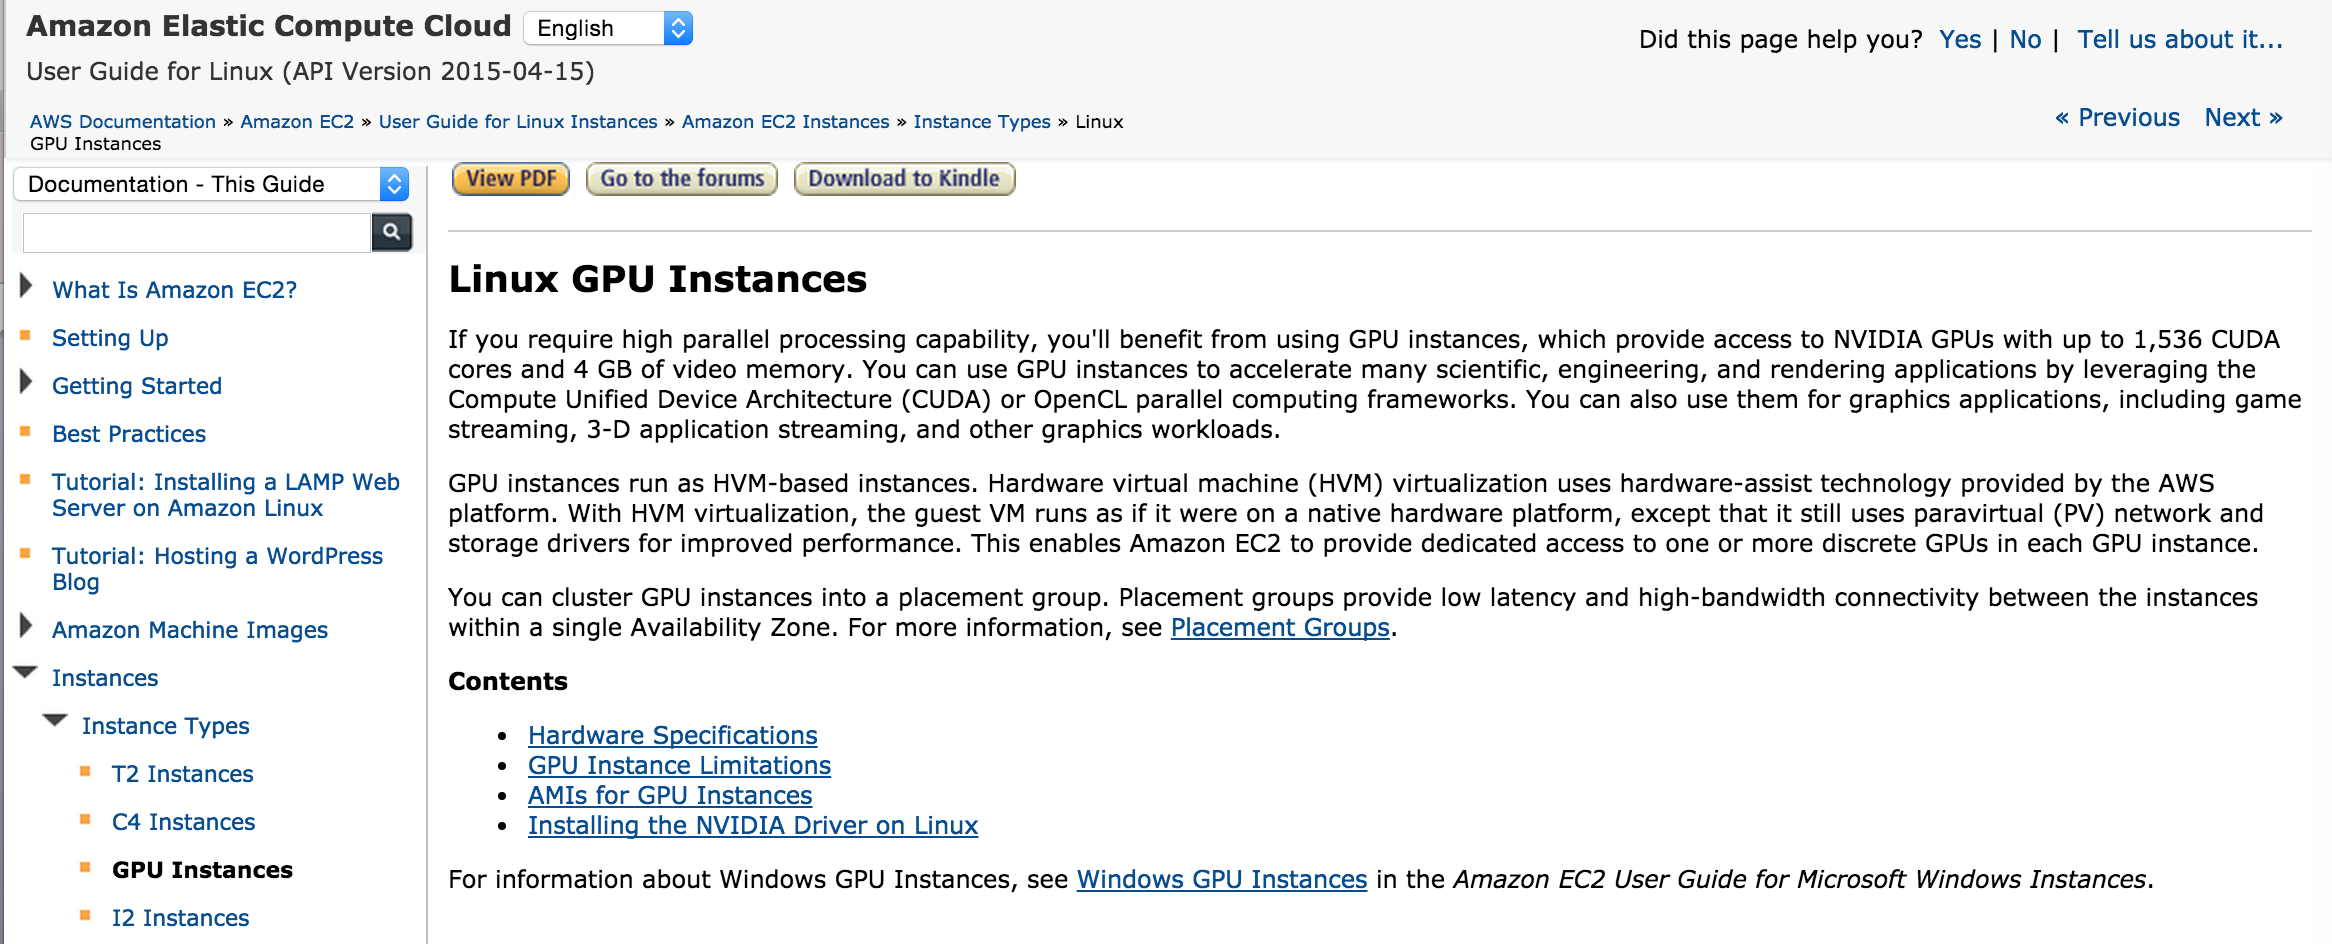 Amazon Elastic Compute Cloud English
User Guide for Linux (API Version 2015-04-15)
Did this page help you? Yes | No | Tell us about it...
AWS Documentation » Amazon EC2 » User Guide for Linux Instances » Amazon EC2 Instances » Instance Types » Linux
GPU Instances
« Previous Next »
Documentation - This Guide
What Is Amazon EC2?
Setting Up
Getting Started
Best Practices
Tutorial: Installing a LAMP Web
Server on Amazon Linux
Tutorial: Hosting a WordPress
Blog
Amazon Machine Images
Instances
Instance Types
T2 Instances
C4 Instances
GPU Instances
I2 Instances
View PDF Go to the forums Download to Kindle
Linux GPU Instances
If you require high parallel processing capability, you'll benefit from using GPU instances, which provide access to NVIDIA GPUs with up to 1,536 CUDA
cores and 4 GB of video memory. You can use GPU instances to accelerate many scientific, engineering, and rendering applications by leveraging the
Compute Unified Device Architecture (CUDA) or OpenCL parallel computing frameworks. You can also use them for graphics applications, including game
streaming, 3-D application streaming, and other graphics workloads.
GPU instances run as HVM-based instances. Hardware virtual machine (HVM) virtualization uses hardware-assist technology provided by the AWS
platform. With HVM virtualization, the guest VM runs as if it were on a native hardware platform, except that it still uses paravirtual (PV) network and
storage drivers for improved performance. This enables Amazon EC2 to provide dedicated access to one or more discrete GPUs in each GPU instance.
You can cluster GPU instances into a placement group. Placement groups provide low latency and high-bandwidth connectivity between the instances
within a single Availability Zone. For more information, see Placement Groups.
Contents
• Hardware Specifications
• GPU Instance Limitations
• AMIs for GPU Instances
• Installing the NVIDIA Driver on Linux
For information about Windows GPU Instances, see Windows GPU Instances in the Amazon EC2 User Guide for Microsoft Windows Instances.